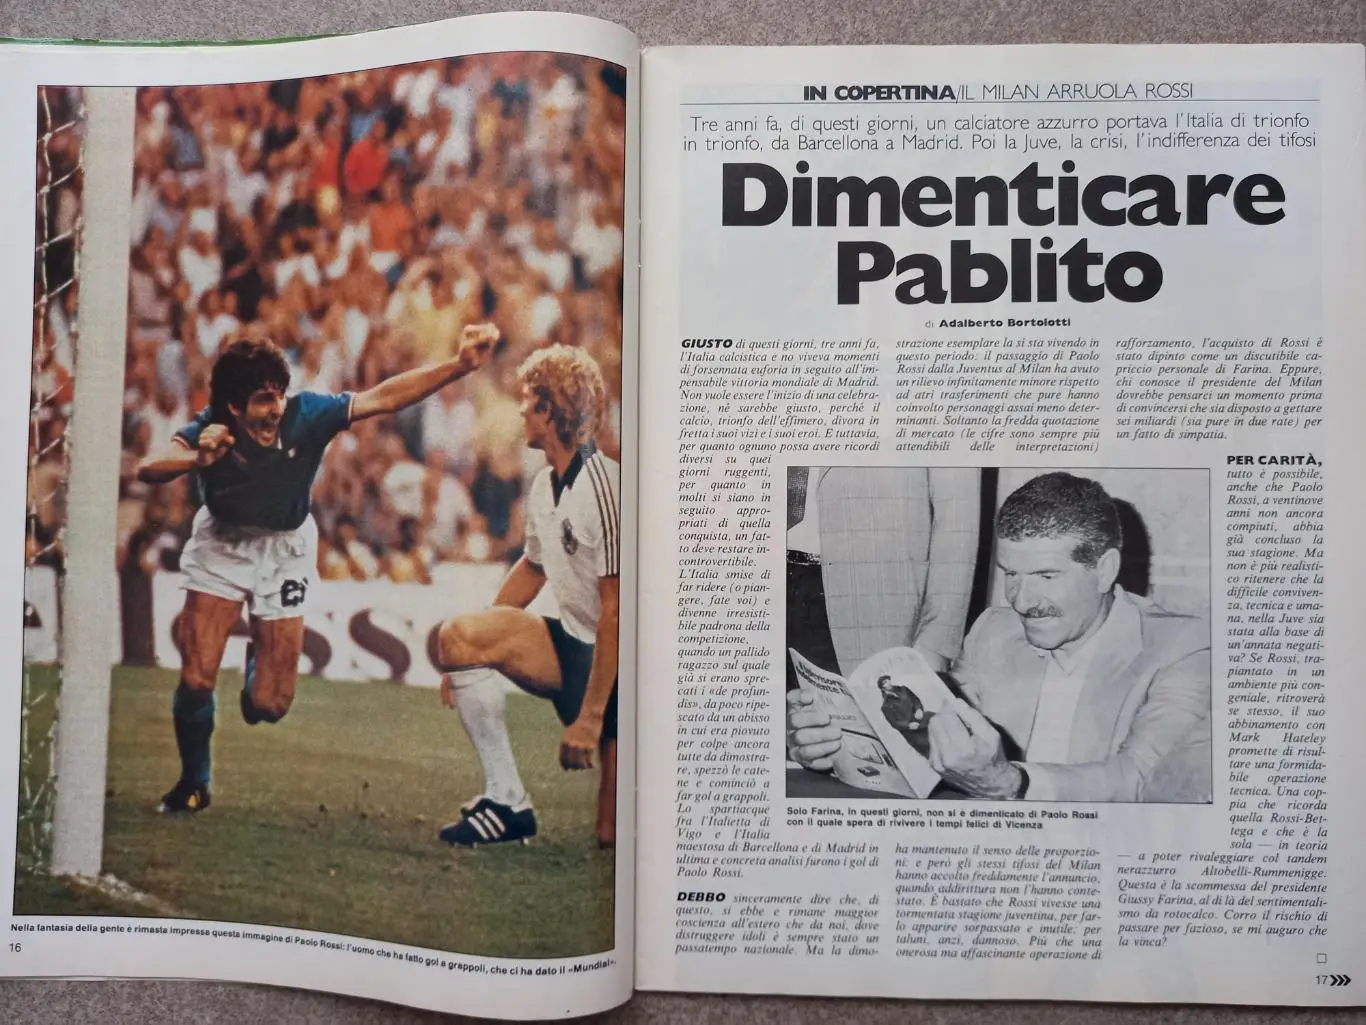 Nella fantasia della gente è rimasta impressa questa immagine di Paolo Rossi: l'uomo che ha fatto gol a grappoli, che ci ha dato il «Mundial».
16
IN COPERTINA/IL MILAN ARRUOLA ROSSI
Tre anni fa, di questi giorni, un calciatore azzurro portava l'Italia di trionfo
in trionfo, da Barcellona a Madrid. Poi la Juve, la crisi, l'indifferenza dei tifosi
Dimenticare
Pablito
di Adalberto Bortolotti
GIUSTO di questi giorni, tre anni fa,
l'Italia calcistica e no viveva momenti
di forsennata euforia in seguito all'im-
pensabile vittoria mondiale di Madrid.
Non vuole essere l'inizio di una celebra-
zione, nè sarebbe giusto, perché il
calcio, trionfo dell'effimero, divora in
fretta i suoi vizi e i suoi eroi. E tuttavia,
per quanto ognuno possa avere ricordi
diversi su quei
giorni ruggenti,
per quanto in
molti si siano in
seguito appro-
priati di quella
conquista, un fat-
to deve restare in-
controvertibile.
L'Italia smise di
far ridere (o pian-
gere, fate voi) e
divenne irresisti-
bile padrona della
competizione,
quando un pallido
ragazzo sul quale
già si erano spre-
cati i «de profun-
dis», da poco ripe-
scato da un abisso
in cui era piovuto
per colpe ancora
tutte da dimostra-
re, spezzò le cate-
ne e cominciò a
far gol a grappoli.
Lo spartiacque
fra l'Italietta di
Vigo e l'Italia
maestosa di Barcellona e di Madrid in
ultima e concreta analisi furono i gol di
Paolo Rossi.
DEBBO sinceramente dire che, di
questo, si ebbe e rimane maggior
coscienza all'estero che da noi, dove
distruggere idoli è sempre stato un
passatempo nazionale. Ma la dimo-
strazione esemplare la si sta vivendo in
questo periodo: il passaggio di Paolo
Rossi dalla Juventus al Milan ha avuto
un rilievo infinitamente minore rispetto
ad atri trasferimenti che pure hanno
coinvolto personaggi assai meno deter-
minanti. Soltanto la fredda quotazione
di mercato (le cifre sono sempre più
attendibili delle interpretazioni)
Solo Farina, in questi giorni, non si è dimenticato di Paolo Rossi
con il quale spera di rivivere i tempi felici di Vicenza
ha mantenuto il senso delle proporzio-
ni: e però gli stessi tifosi del Milan
hanno accolto freddamente l'annuncio,
quando addirittura non l'hanno conte-
stato. È bastato che Rossi vivesse una
tormentata stagione juventina, per far-
lo apparire sorpassato e inutile; per
taluni, anzi, dannoso. Più che una
onerosa ma affascinante operazione di
rafforzamento, l'acquisto di Rossi è
stato dipinto come un discutibile ca-
priccio personale di Farina. Eppure,
chi conosce il presidente del Milan
dovrebbe pensarci un momento prima
di convincersi che sia disposto a gettare
sei miliardi (sia pure in due rate) per
un fatto di simpatia.
PER CARITÀ,
tutto è possibile,
anche che Paolo
Rossi, a ventinove
anni non ancora
compiuti, abbia
già concluso la
sua stagione. Ma
non è più realisti-
co ritenere che la
difficile conviven-
za, tecnica e uma-
na, nella Juve sia
stata alla base di
un'annata negati-
va? Se Rossi, tra-
piantato in un
ambiente più con-
geniale, ritroverà
se stesso, il suo
abbinamento con
Mark Hateley
promette di risul-
tare una formida-
bile operazione
tecnica. Una cop-
pia che ricorda
quella Rossi-Bet-
tega e che è la
sola — in teoria
— a poter rivaleggiare col tandem
nerazzurro Altobelli-Rummenigge.
Questa è la scommessa del presidente
Giussy Farina, al di là del sentimentali-
smo da rotocalco. Corro il rischio di
passare per fazioso, se mi auguro che
la vinca?
17